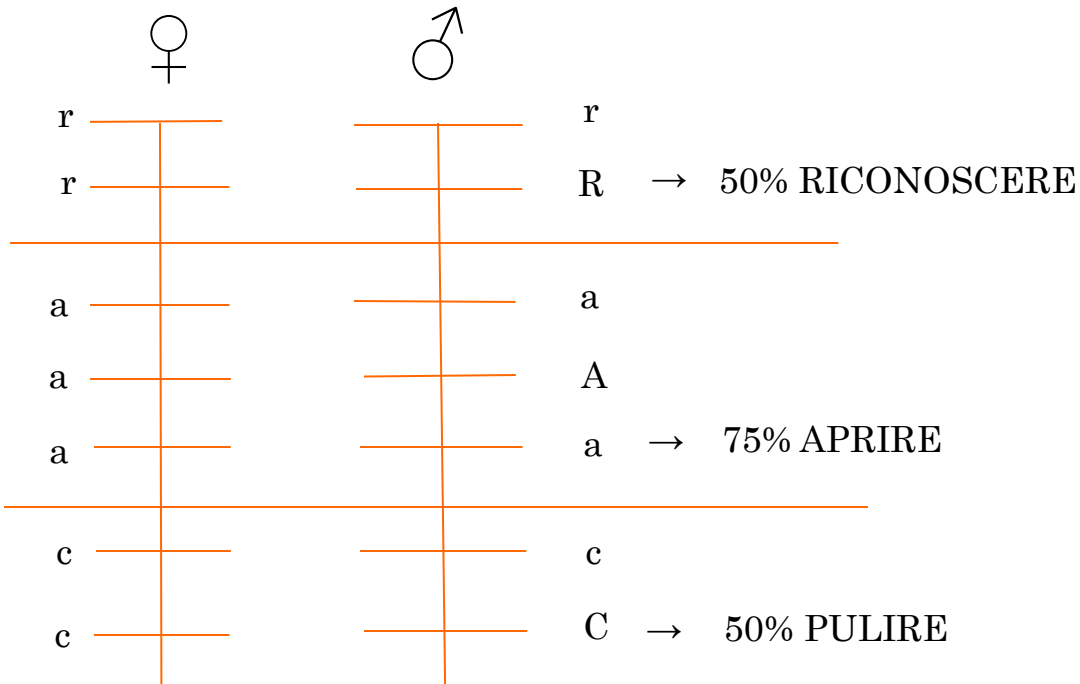 ♀ ♂
r r
r R → 50% RICONOSCERE
a a
a A
a a → 75% APRIRE
c c
c C → 50% PULIRE